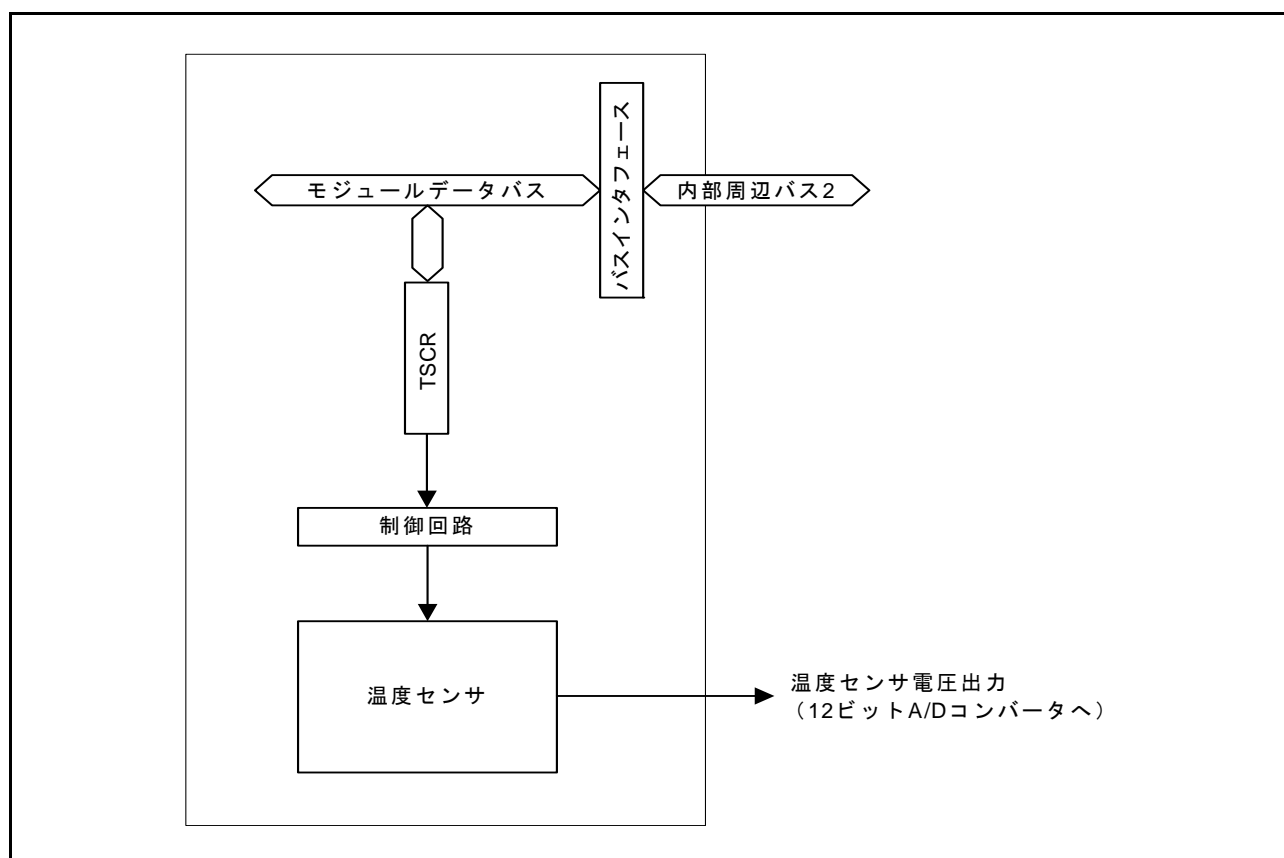 バスインタフェース
モジュールデータバス
内部周辺バス2
TSCR
制御回路
温度センサ
温度センサ電圧出力
（12ビットA/Dコンバータへ）